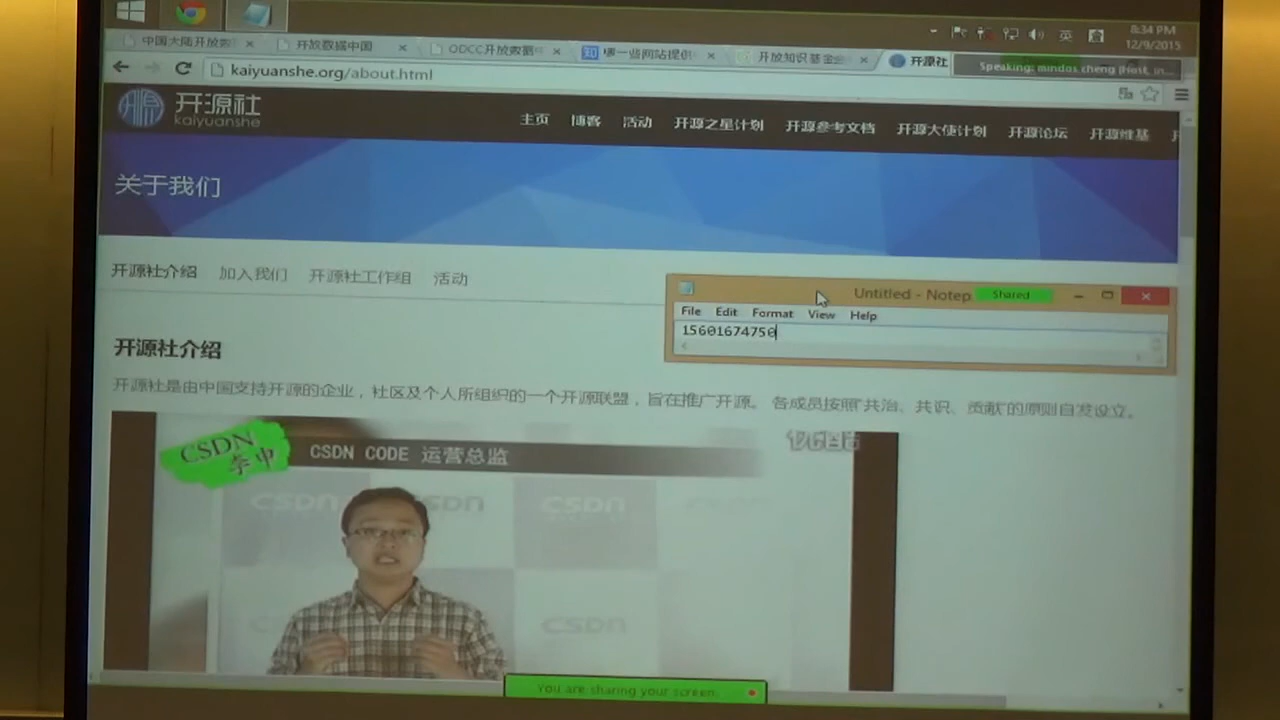 8:34 PM
12/9/2015
英
中国大陆开放数据
开放数据中国
ODCC开放数据中
知 哪一些网站提供
开放知识基金会
开源社
Speaking: mindos cheng (Host, in...
kaiyuanshe.org/about.html
开源社
kaiyuanshe
主页 博客 活动 开源之星计划 开源参考文档 开源大使计划 开源论坛 开源维基
关于我们
开源社介绍 加入我们 开源社工作组 活动
Untitled - Notep
Shared
File Edit Format View Help
15601674750
开源社介绍
开源社是由中国支持开源的企业，社区及个人所组织的一个开源联盟，旨在推广开源。 各成员按照“共治、共识、贡献”的原则自发设立。
CSDN
李中
CSDN CODE 运营总监
CSDN CSDN CSDN
CSDN
You are sharing your screen.